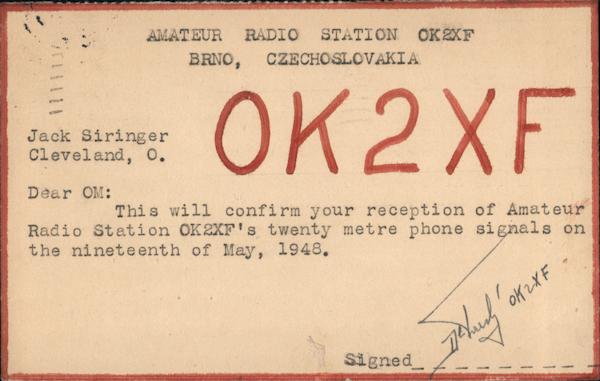 AMATEUR RADIO STATION OK2XF
BRNO, CZECHOSLOVAKIA
OK2XF
Jack Siringer
Cleveland, O.
Dear OM:
This will confirm your reception of Amateur
Radio Station OK2XF's twenty metre phone signals on
the nineteenth of May, 1948.
OK2XF
Signed